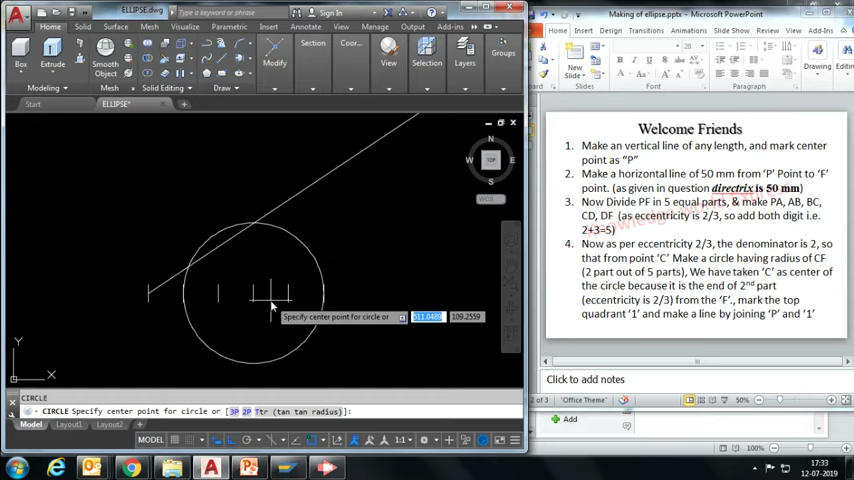 ELLIPSE.dwg
Type a keyword or phrase
Sign In
Home
Insert
Annotate
Parametric
View
Manage
Output
Add-ins
Box
Extrude
Smooth
Object
Modeling
Mesh
Solid Editing
Draw
Modify
Section
Coor...
View
Selection
Layers
Groups
Start
ELLIPSE*
N
W
TOP
E
S
WCS
Specify center point for circle or
511.0489
109.2559
Y
X
CIRCLE
CIRCLE Specify center point for circle or [3P 2P Ttr (tan tan radius)]:
Model
Layout1
Layout2
MODEL
1:1
Making of ellipse.pptx - Microsoft PowerPoint
Home
Insert
Design
Transitions
Animations
New
Slide
28
Drawing
Editing
Slides
Font
Welcome Friends
1. Make an vertical line of any length, and mark center
point as “P”
2. Make a horizontal line of 50 mm from ‘P’ Point to ‘F’
point. (as given in question directrix is 50 mm)
3. Now Divide PF in 5 equal parts, & make PA, AB, BC,
CD, DF (as eccentricity is 2/3, so add both digit i.e.
2+3=5)
4. Now as per eccentricity 2/3, the denominator is 2, so
that from point ‘C’ Make a circle having radius of CF
(2 part out of 5 parts), We have taken ‘C’ as center of
the circle because it is the end of 2nd part
(eccentricity is 2/3) from the ‘F’., mark the top
quadrant ‘1’ and make a line by joining ‘P’ and ‘1’
Click to add notes
"Office Theme"
50%
Add
100%
17:33
12-07-2019